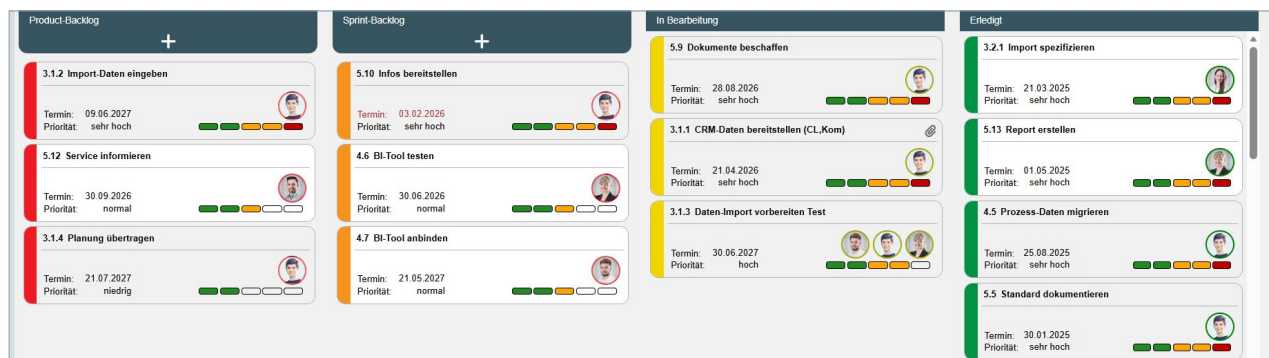 Product-Backlog
+
3.1.2 Import-Daten eingeben
Termin: 09.06.2027
Priorität: sehr hoch
5.12 Service informieren
Termin: 30.09.2026
Priorität: normal
3.1.4 Planung übertragen
Termin: 21.07.2027
Priorität: niedrig
Sprint-Backlog
+
5.10 Infos bereitstellen
Termin: 03.02.2026
Priorität: sehr hoch
4.6 BI-Tool testen
Termin: 30.06.2026
Priorität: normal
4.7 BI-Tool anbinden
Termin: 21.05.2027
Priorität: normal
In Bearbeitung
5.9 Dokumente beschaffen
Termin: 28.08.2026
Priorität: sehr hoch
3.1.1 CRM-Daten bereitstellen (CL,Kom)
Termin: 21.04.2026
Priorität: sehr hoch
3.1.3 Daten-Import vorbereiten Test
Termin: 30.06.2027
Priorität: hoch
Erledigt
3.2.1 Import spezifizieren
Termin: 21.03.2025
Priorität: sehr hoch
5.13 Report erstellen
Termin: 01.05.2025
Priorität: sehr hoch
4.5 Prozess-Daten migrieren
Termin: 25.08.2025
Priorität: sehr hoch
5.5 Standard dokumentieren
Termin: 30.01.2025
Priorität: sehr hoch